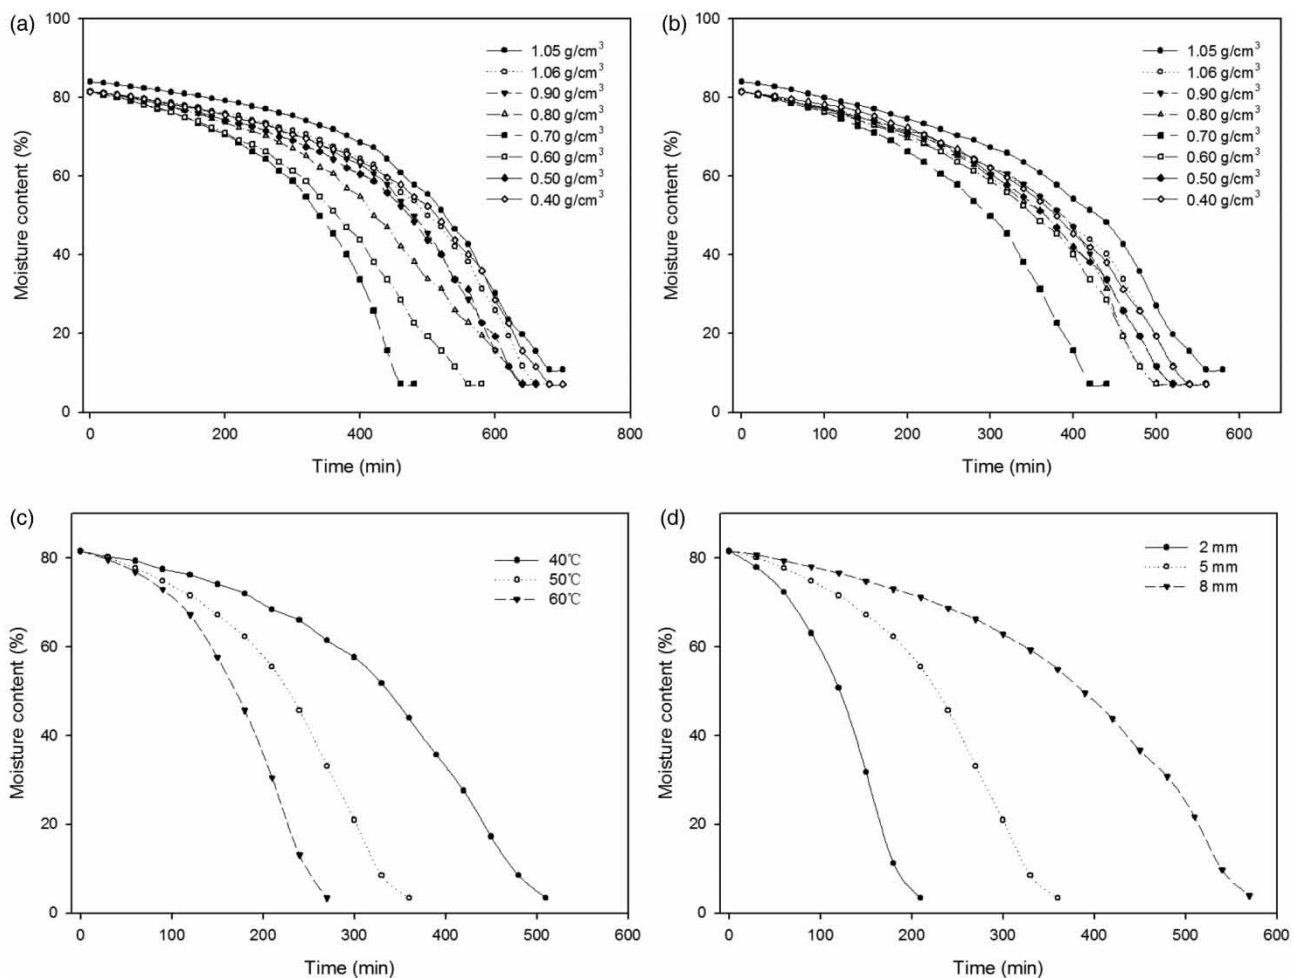 (a)
100
80
60
40
20
0
Moisture content (%)
0 200 400 600 800
Time (min)
1.05 g/cm³
1.06 g/cm³
0.90 g/cm³
0.80 g/cm³
0.70 g/cm³
0.60 g/cm³
0.50 g/cm³
0.40 g/cm³
(b)
100
80
60
40
20
0
Moisture content (%)
0 100 200 300 400 500 600
Time (min)
1.05 g/cm³
1.06 g/cm³
0.90 g/cm³
0.80 g/cm³
0.70 g/cm³
0.60 g/cm³
0.50 g/cm³
0.40 g/cm³
(c)
80
60
40
20
0
Moisture content (%)
0 100 200 300 400 500 600
Time (min)
40℃
50℃
60℃
(d)
80
60
40
20
0
Moisture content (%)
0 100 200 300 400 500 600
Time (min)
2 mm
5 mm
8 mm